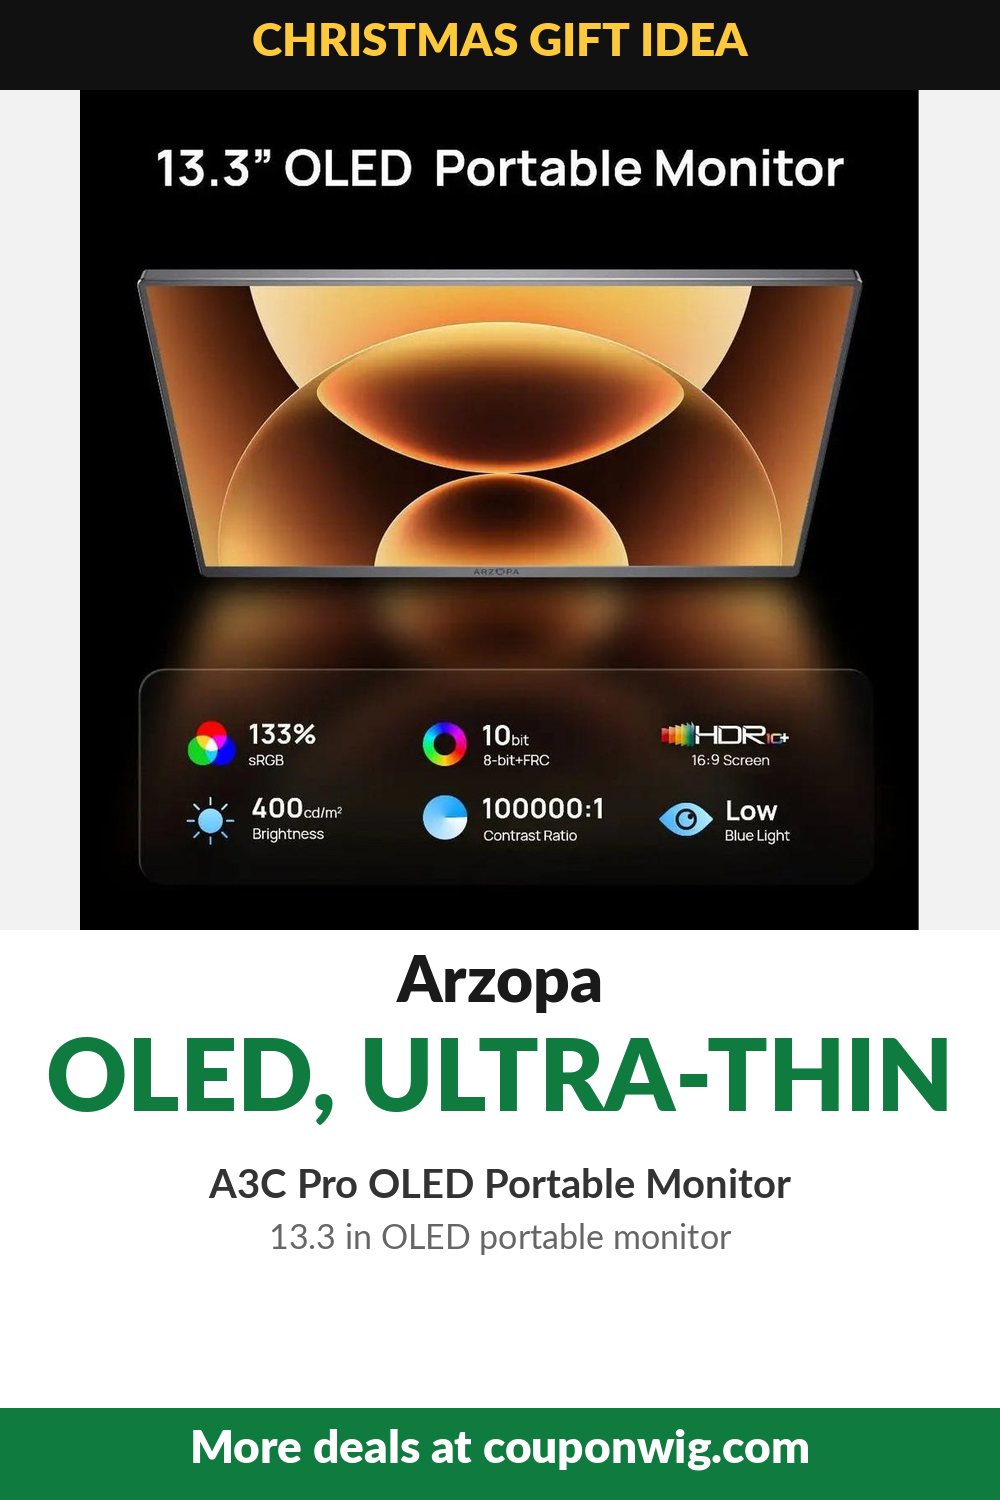 CHRISTMAS GIFT IDEA
13.3” OLED Portable Monitor
ARZOPA
133%
sRGB
10bit
8-bit+FRC
HDR10+
16:9 Screen
400cd/m²
Brightness
100000:1
Contrast Ratio
Low
Blue Light
Arzopa
OLED, ULTRA-THIN
A3C Pro OLED Portable Monitor
13.3 in OLED portable monitor
More deals at couponwig.com